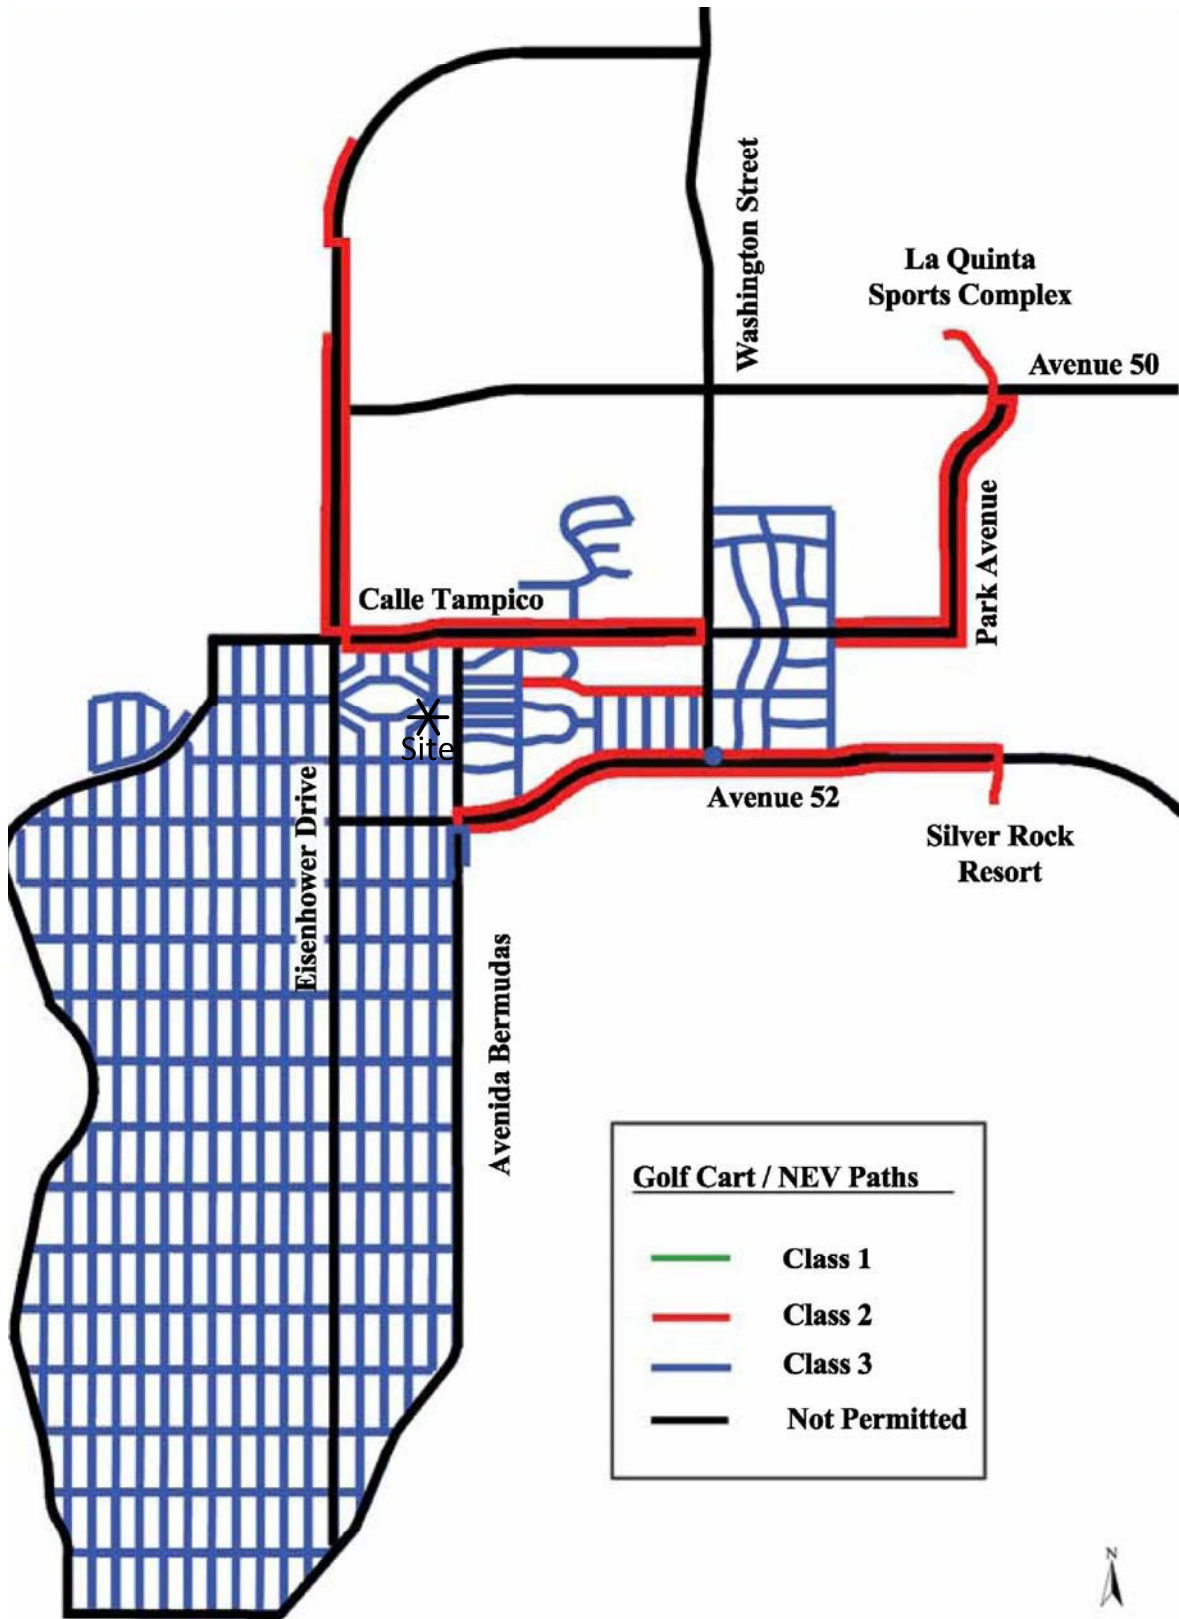 Washington Street
La Quinta
Sports Complex
Avenue 50
Park Avenue
Calle Tampico
Site
Eisenhower Drive
Avenue 52
Silver Rock
Resort
Avenida Bermudas
Golf Cart / NEV Paths
Class 1
Class 2
Class 3
Not Permitted
N